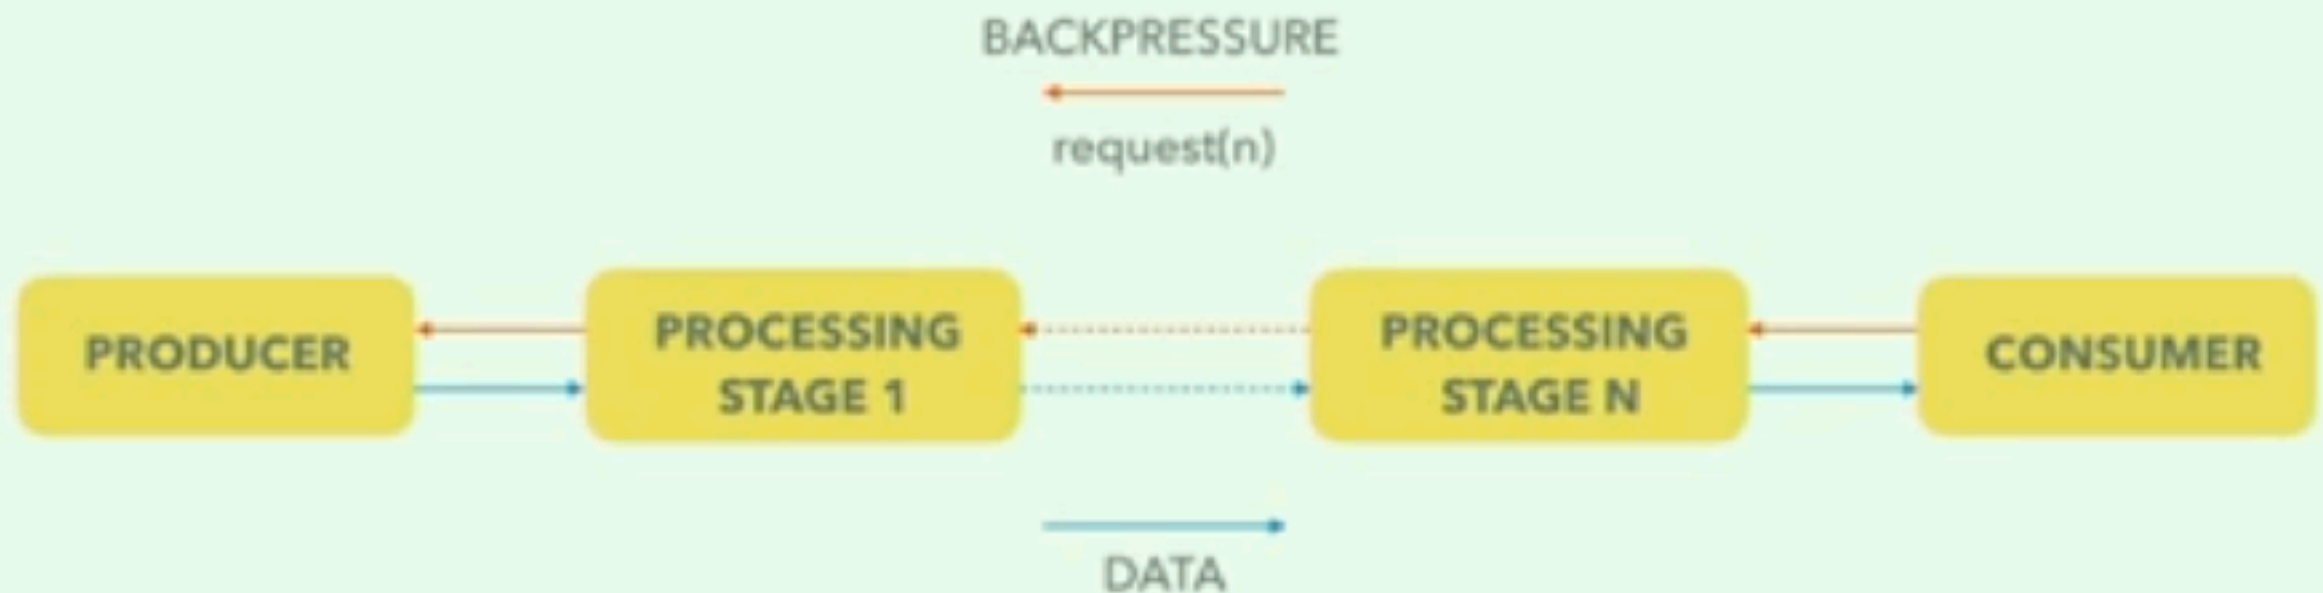 BACKPRESSURE
request(n)
PRODUCER
PROCESSING
STAGE 1
PROCESSING
STAGE N
CONSUMER
DATA